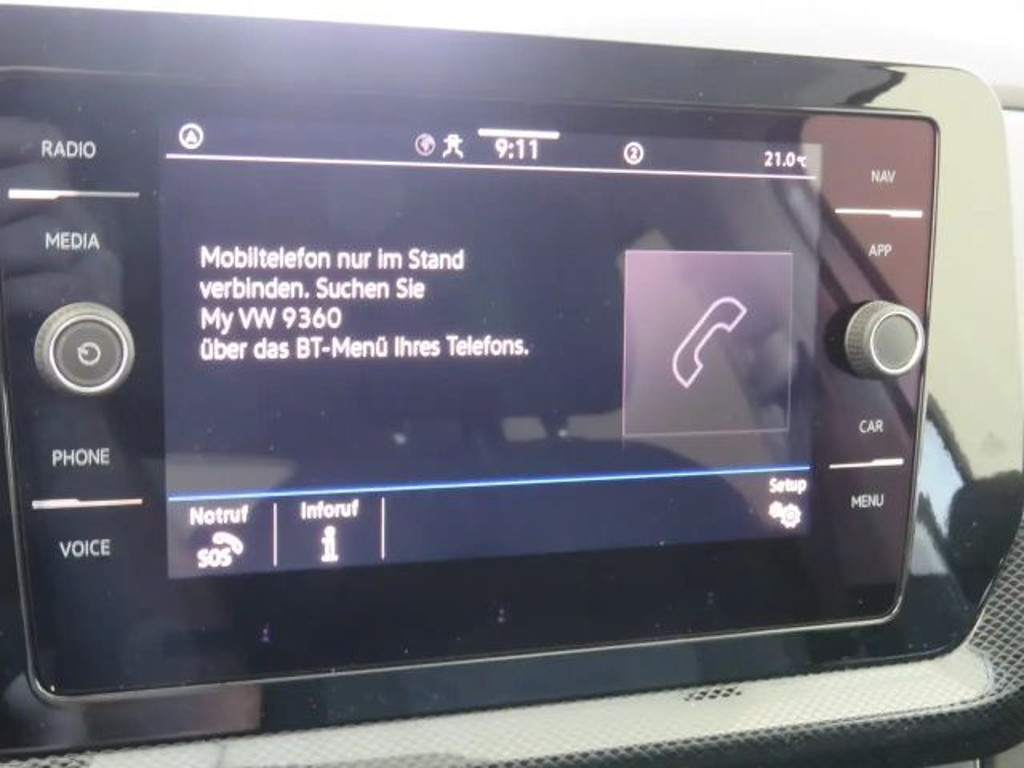 RADIO
MEDIA
PHONE
VOICE
9:11
2
21.0°C
Mobiltelefon nur im Stand
verbinden. Suchen Sie
My VW 9360
über das BT-Menü Ihres Telefons.
Notruf
SOS
Inforuf
i
Setup
NAV
APP
CAR
MENU